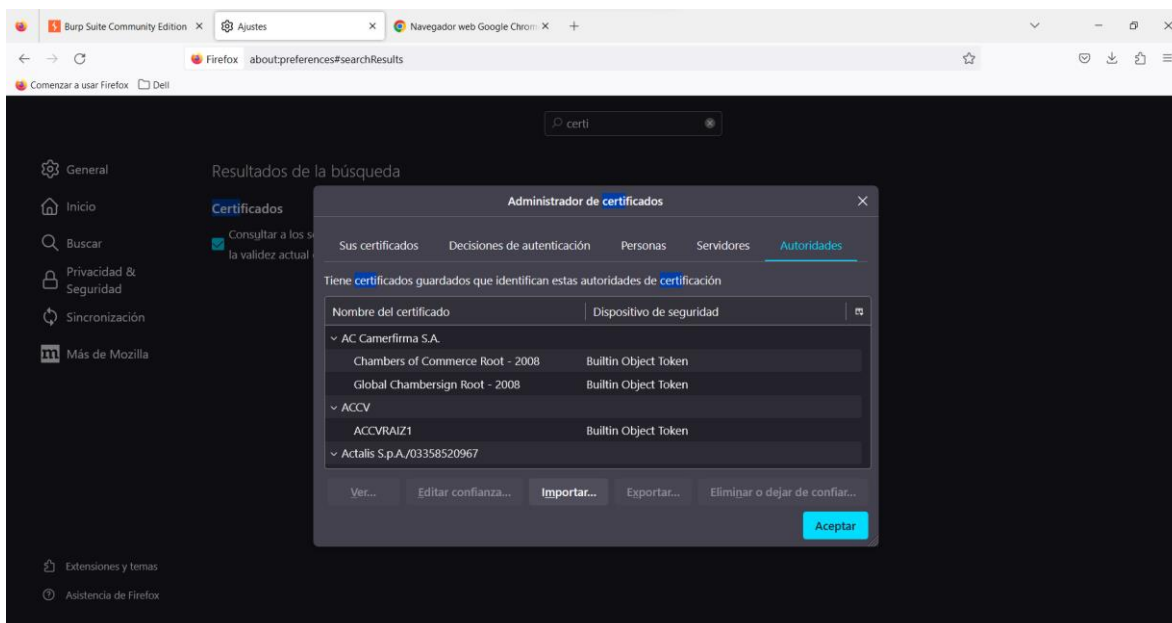 Burp Suite Community Edition
Ajustes
Navegador web Google Chrom
Firefox about:preferences#searchResults
Comenzar a usar Firefox Dell
certi
General
Inicio
Buscar
Privacidad &
Seguridad
Sincronización
Más de Mozilla
Extensiones y temas
Asistencia de Firefox
Resultados de la búsqueda
Certificados
Consultar a los s
la validez actual
Administrador de certificados
Sus certificados Decisiones de autenticación Personas Servidores Autoridades
Tiene certificados guardados que identifican estas autoridades de certificación
Nombre del certificado Dispositivo de seguridad
AC Camerfirma S.A.
Chambers of Commerce Root - 2008 Builtin Object Token
Global Chambersign Root - 2008 Builtin Object Token
ACCV
ACCVRAIZ1 Builtin Object Token
Actalis S.p.A./03358520967
Ver... Editar confianza... Importar... Exportar... Eliminar o dejar de confiar...
Aceptar